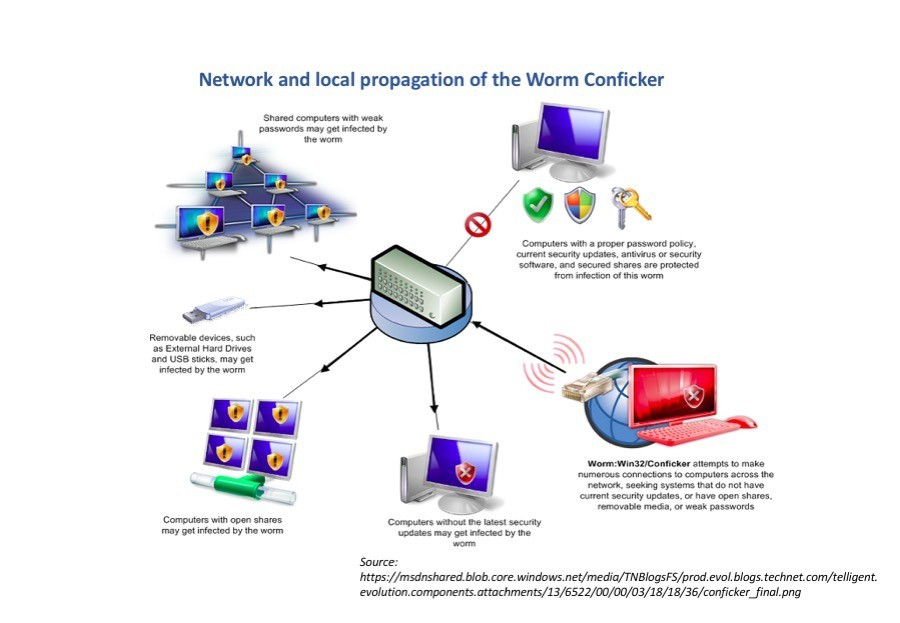 Network and local propagation of the Worm Conficker
Shared computers with weak
passwords may get infected by
the worm
Computers with a proper password policy,
current security updates, antivirus or security
software, and secured shares are protected
from infection of this worm
Removable devices, such
as External Hard Drives
and USB sticks, may get
infected by the worm
Worm:Win32/Conficker attempts to make
numerous connections to computers across the
network, seeking systems that do not have
current security updates, or have open shares,
removable media, or weak passwords
Computers with open shares
may get infected by the worm
Computers without the latest security
updates may get infected by the
worm
Source:
https://msdnshared.blob.core.windows.net/media/TNBlogsFS/prod.evol.blogs.technet.com/telligent.
evolution.components.attachments/13/6522/00/00/03/18/18/36/conficker_final.png